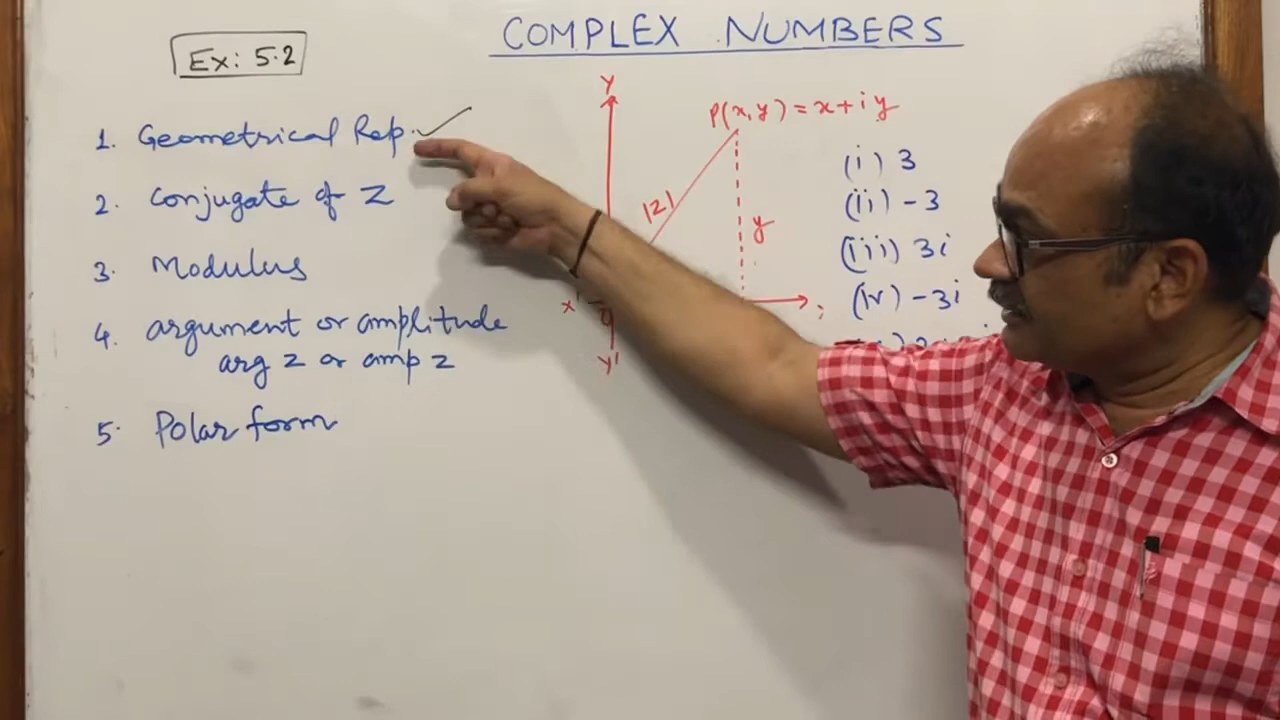 COMPLEX NUMBERS
Ex: 5.2
1. Geometrical Rep.
2. Conjugate of Z
3. Modulus
4. argument or amplitude
arg z or amp z
5. Polar form
Y
P(x,y) = x+iy
|z|
y
x'
Y'
(i) 3
(ii) -3
(iii) 3i
(iv) -3i